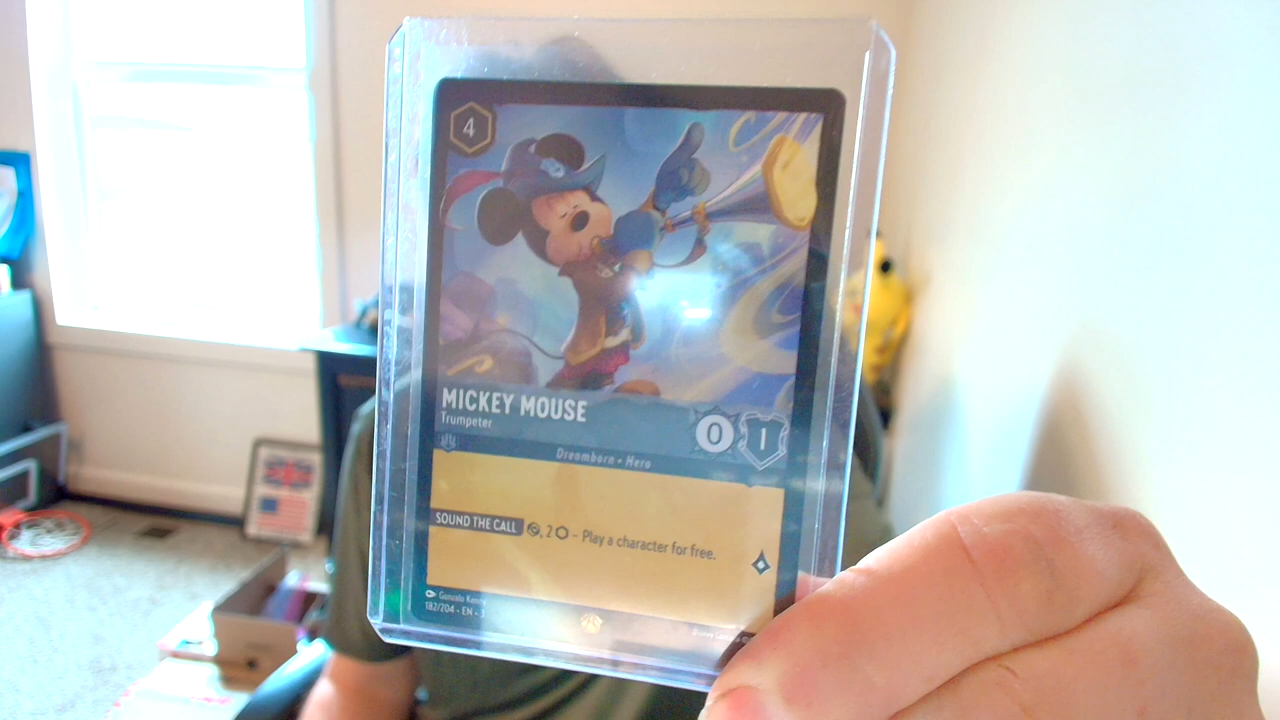 4
MICKEY MOUSE
Trumpeter
0 1
Dreamborn • Hero
SOUND THE CALL , 2 – Play a character for free.
Gonzalo
182/204 • EN •